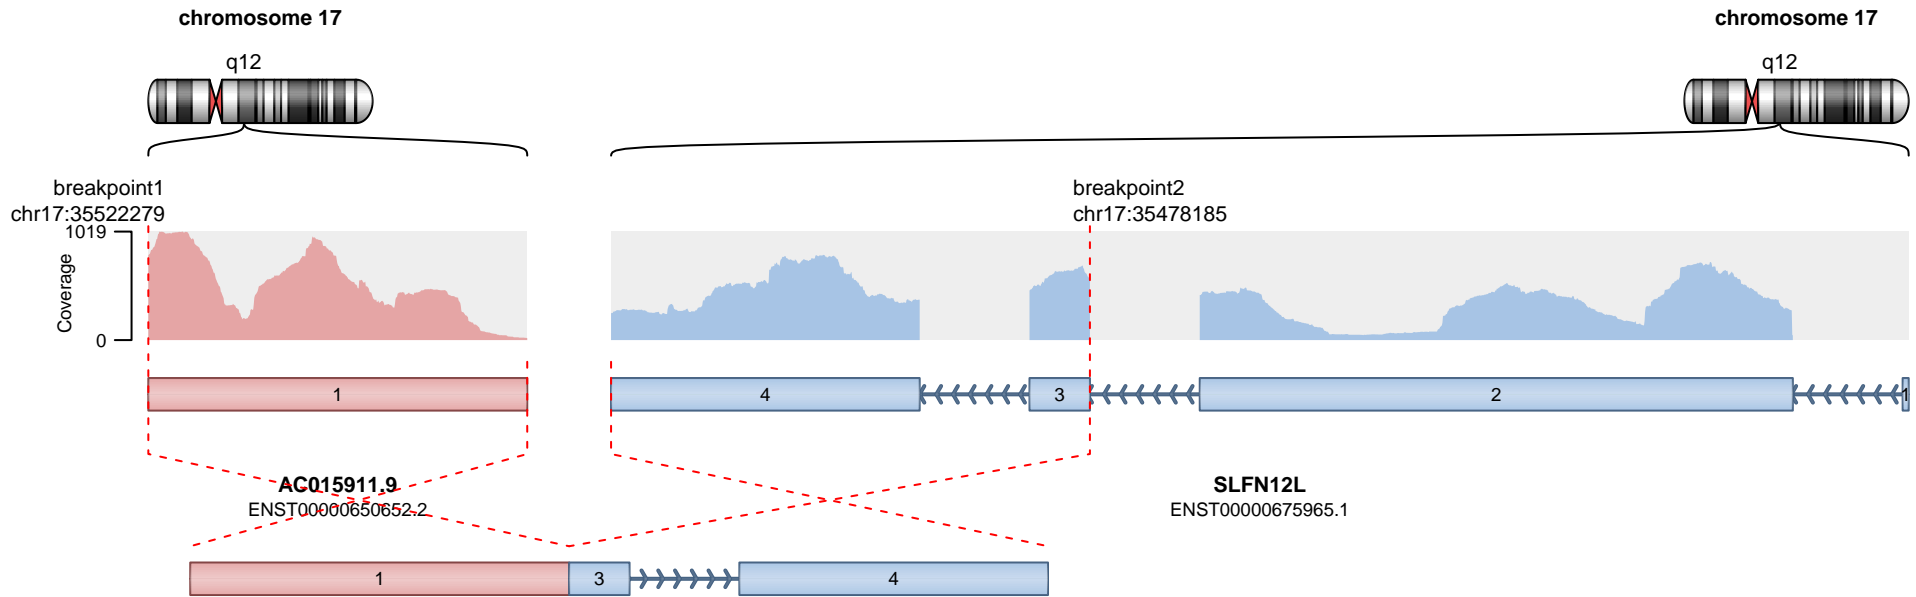 chromosome 17
chromosome 17
q12
q12
breakpoint1
chr17:35522279
breakpoint2
chr17:35478185
1019
Coverage
0
1
4
3
2
1
AC015911.9
ENST00000650652.2
SLFN12L
ENST00000675965.1
1
3
4